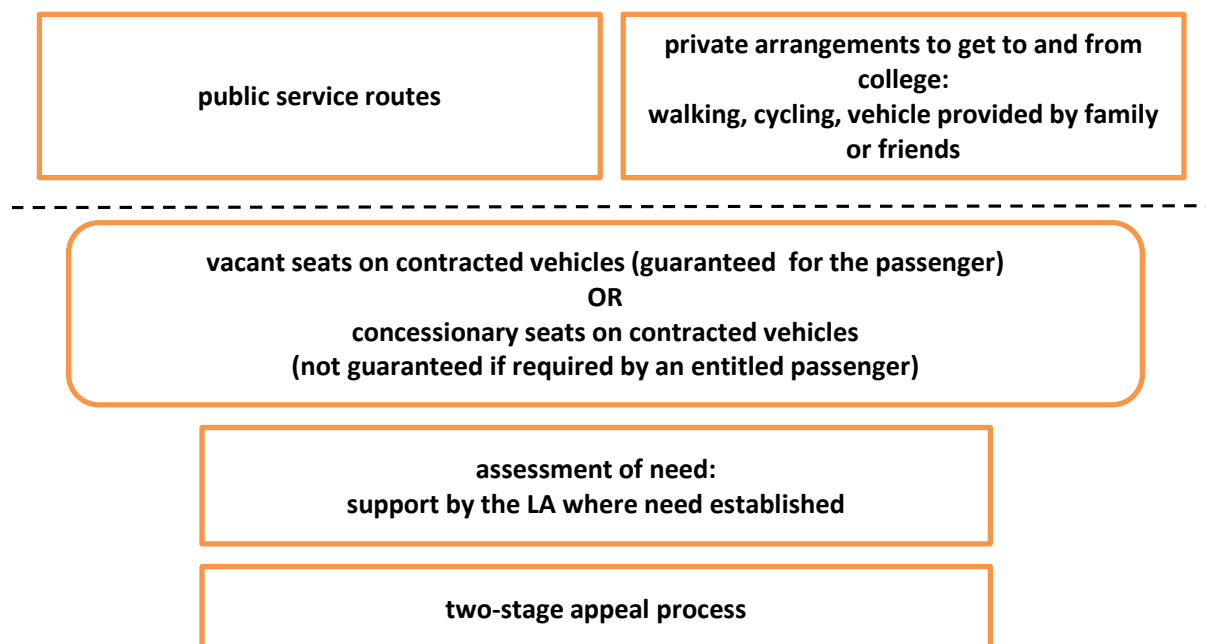 public service routes
private arrangements to get to and from
college:
walking, cycling, vehicle provided by family
or friends
vacant seats on contracted vehicles (guaranteed  for the passenger)
OR
concessionary seats on contracted vehicles
(not guaranteed if required by an entitled passenger)
assessment of need:
support by the LA where need established
two-stage appeal process